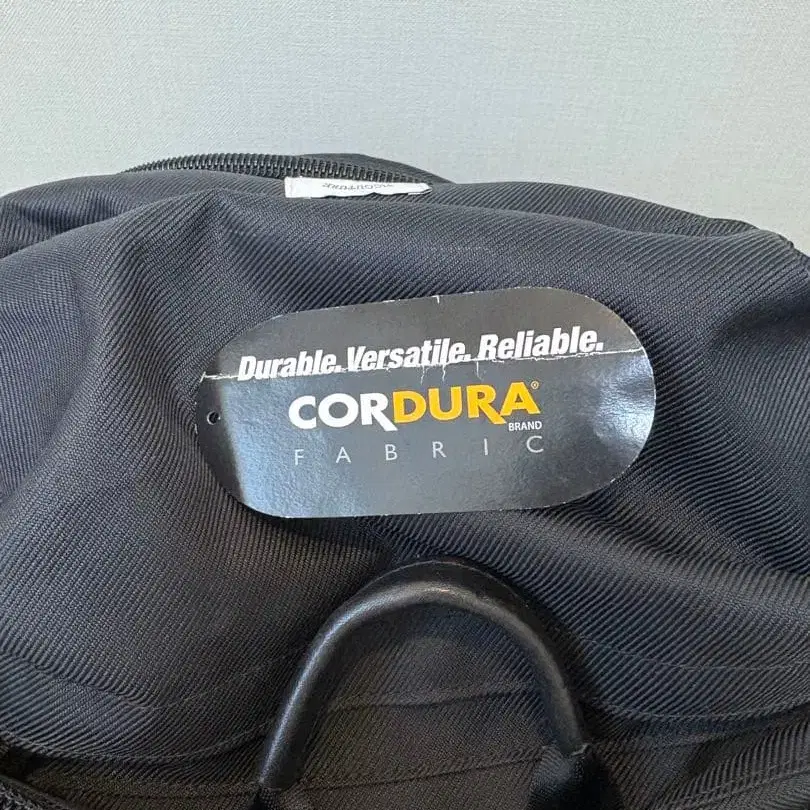 Durable. Versatile. Reliable.
CORDURA®
BRAND
FABRIC